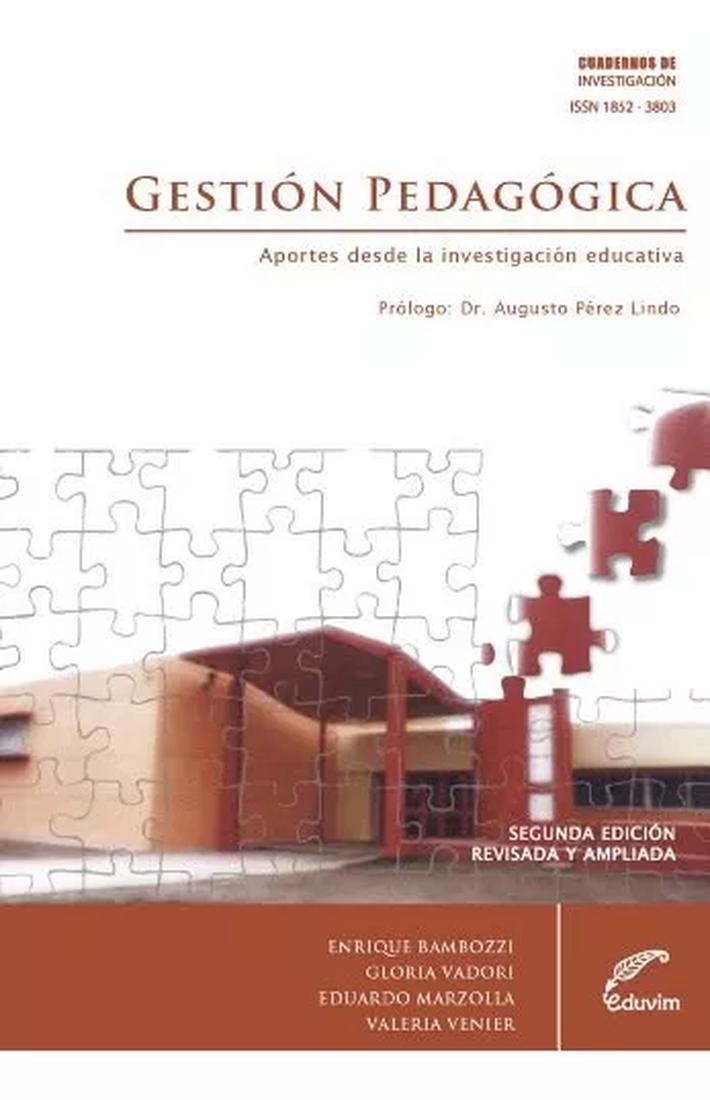 CUADERNOS DE
INVESTIGACIÓN
ISSN 1852 - 3803
GESTIÓN PEDAGÓGICA
Aportes desde la investigación educativa
Prólogo: Dr. Augusto Pérez Lindo
SEGUNDA EDICIÓN
REVISADA Y AMPLIADA
ENRIQUE BAMBOZZI
GLORIA VADORI
EDUARDO MARZOLLA
VALERIA VENIER
Eduvim